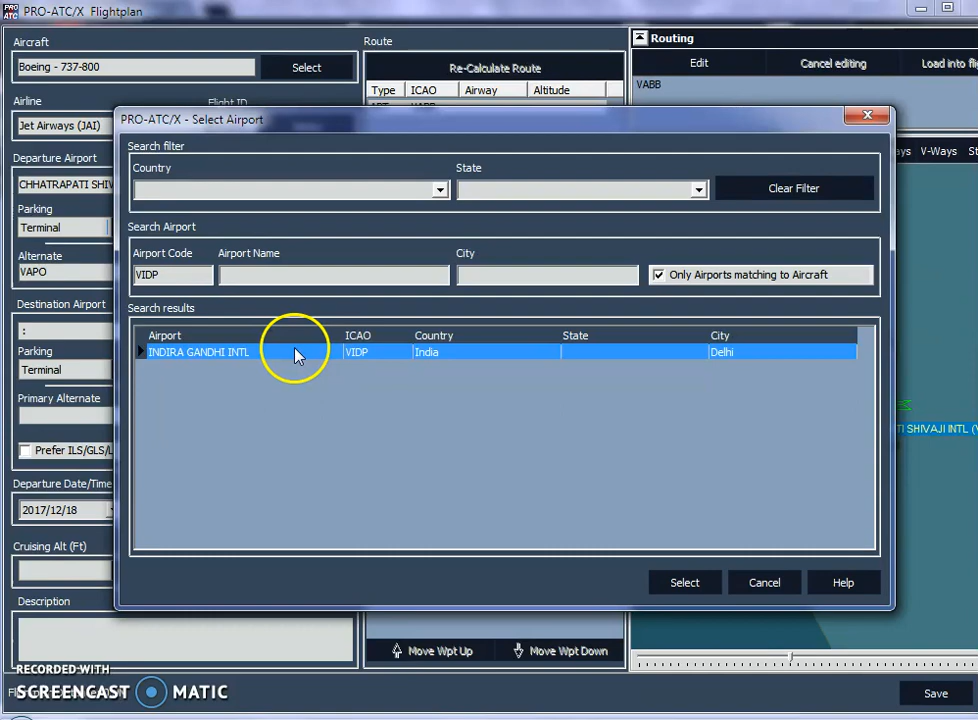 PRO-ATC/X Flightplan
Aircraft
Boeing - 737-800
Select
Airline
Flight ID
Jet Airways (JAI)
Departure Airport
CHHATRAPATI SHIV
Parking
Terminal
Alternate
VAPO
Destination Airport
:
Parking
Terminal
Primary Alternate
Prefer ILS/GLS/L
Departure Date/Time
2017/12/18
Cruising Alt (Ft)
Description
Route
Re-Calculate Route
Type ICAO Airway Altitude
Move Wpt Up
Move Wpt Down
Routing
Edit
Cancel editing
Load into fli
VABB
ays V-Ways St
TI SHIVAJI INTL (V
Save
PRO-ATC/X - Select Airport
Search filter
Country
State
Clear Filter
Search Airport
Airport Code
Airport Name
City
VIDP
Only Airports matching to Aircraft
Search results
Airport ICAO Country State City
INDIRA GANDHI INTL VIDP India Delhi
Select
Cancel
Help
RECORDED WITH
SCREENCAST MATIC